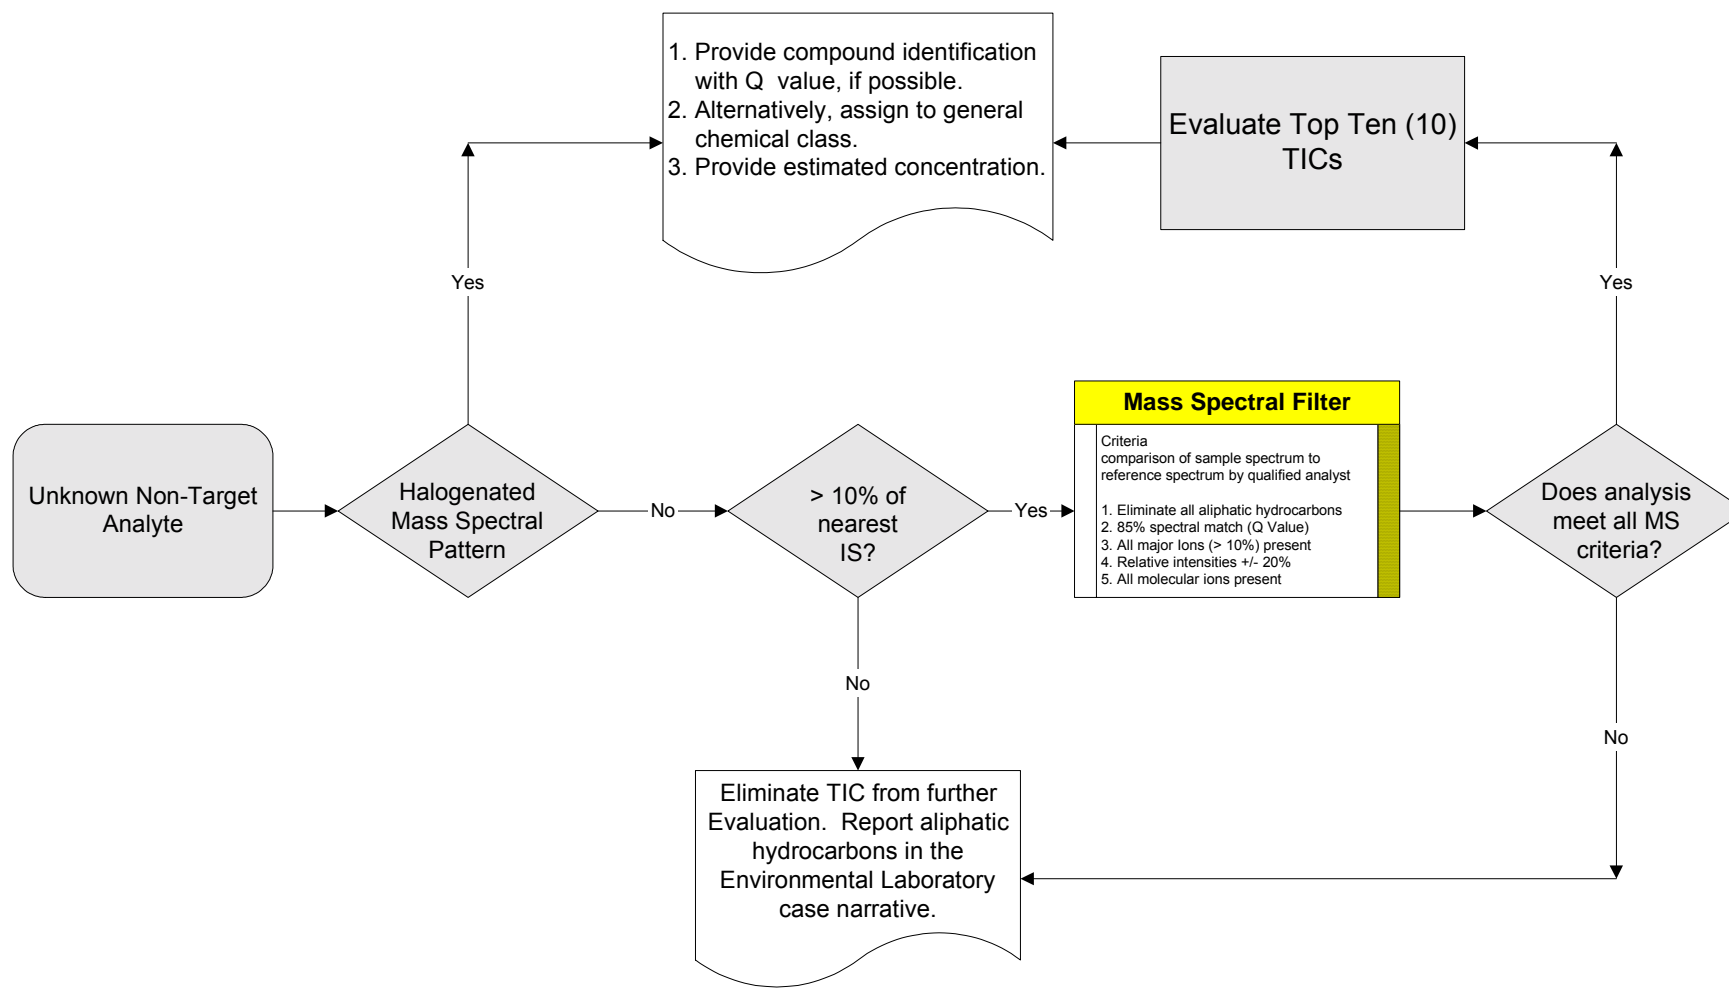 1. Provide compound identification
with Q value, if possible.
2. Alternatively, assign to general
chemical class.
3. Provide estimated concentration.
Evaluate Top Ten (10)
TICs
Yes
Yes
Unknown Non-Target
Analyte
Halogenated
Mass Spectral
Pattern
No
> 10% of
nearest
IS?
Yes
Mass Spectral Filter
Criteria
comparison of sample spectrum to
reference spectrum by qualified analyst
1. Eliminate all aliphatic hydrocarbons
2. 85% spectral match (Q Value)
3. All major Ions (> 10%) present
4. Relative intensities +/- 20%
5. All molecular ions present
Does analysis
meet all MS
criteria?
No
No
Eliminate TIC from further
Evaluation. Report aliphatic
hydrocarbons in the
Environmental Laboratory
case narrative.